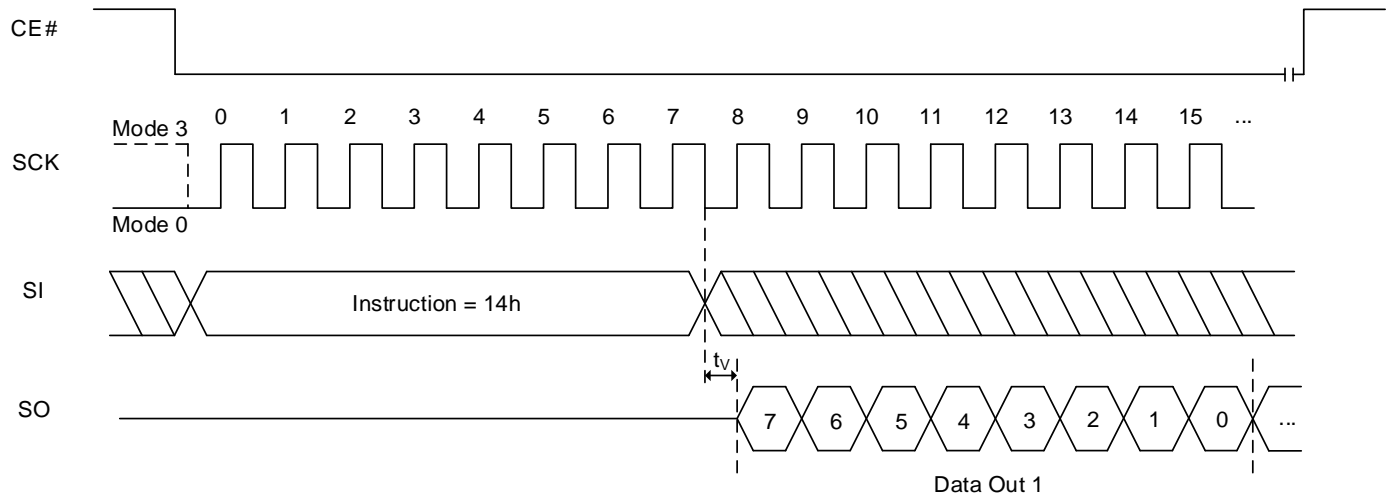 CE#
0 1 2 3 4 5 6 7 8 9 10 11 12 13 14 15 ...
Mode 3
SCK
Mode 0
SI
Instruction = 14h
tV
SO
7 6 5 4 3 2 1 0 ...
Data Out 1